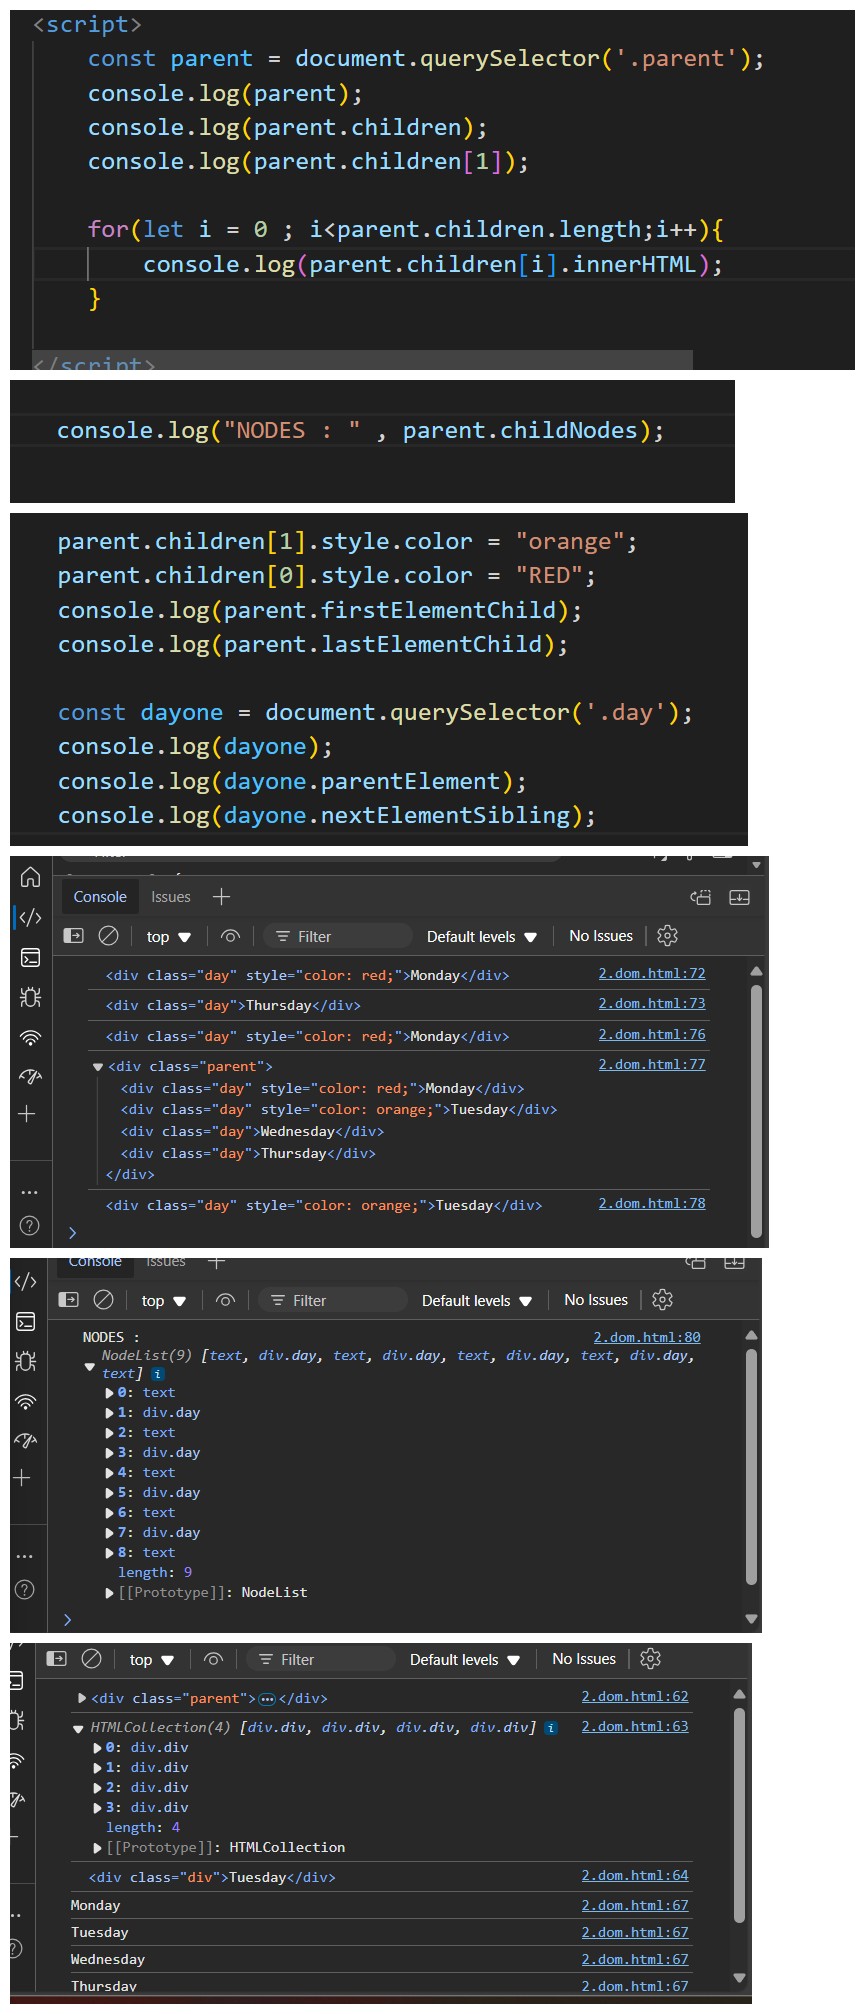 <script>
const parent = document.querySelector('.parent');
console.log(parent);
console.log(parent.children);
console.log(parent.children[1]);
for(let i = 0 ; i<parent.children.length;i++){
console.log(parent.children[i].innerHTML);
}
</script>
console.log("NODES : " , parent.childNodes);
parent.children[1].style.color = "orange";
parent.children[0].style.color = "RED";
console.log(parent.firstElementChild);
console.log(parent.lastElementChild);
const dayone = document.querySelector('.day');
console.log(dayone);
console.log(dayone.parentElement);
console.log(dayone.nextElementSibling);
Console Issues
top Filter Default levels No Issues
<div class="day" style="color: red;">Monday</div> 2.dom.html:72
<div class="day">Thursday</div> 2.dom.html:73
<div class="day" style="color: red;">Monday</div> 2.dom.html:76
<div class="parent"> 2.dom.html:77
<div class="day" style="color: red;">Monday</div>
<div class="day" style="color: orange;">Tuesday</div>
<div class="day">Wednesday</div>
<div class="day">Thursday</div>
</div>
<div class="day" style="color: orange;">Tuesday</div> 2.dom.html:78
Console Issues
top Filter Default levels No Issues
NODES : 2.dom.html:80
NodeList(9) [text, div.day, text, div.day, text, div.day, text, div.day,
text] i
0: text
1: div.day
2: text
3: div.day
4: text
5: div.day
6: text
7: div.day
8: text
length: 9
[[Prototype]]: NodeList
top Filter Default levels No Issues
<div class="parent">…</div> 2.dom.html:62
HTMLCollection(4) [div.div, div.div, div.div, div.div] i 2.dom.html:63
0: div.div
1: div.div
2: div.div
3: div.div
length: 4
[[Prototype]]: HTMLCollection
<div class="div">Tuesday</div> 2.dom.html:64
Monday 2.dom.html:67
Tuesday 2.dom.html:67
Wednesday 2.dom.html:67
Thursday 2.dom.html:67